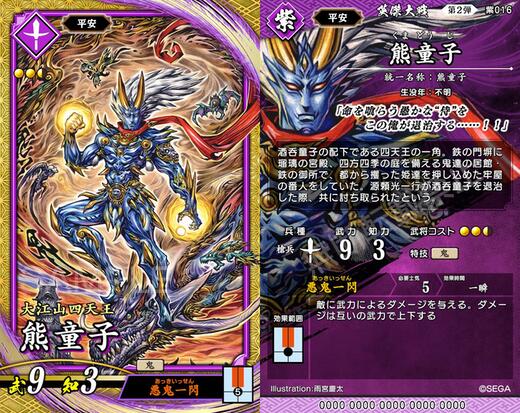 平安
大江山四天王
熊童子
鬼
武9 知3
あっきいっせん
悪鬼一閃
5
紫
平安
英傑大戦
第2弾
紫016
くまどうじ
熊童子
統一名称：熊童子
生没年：不明
「命を喰らう愚かな“侍”を
この俺が退治する……！！」
酒呑童子の配下である四天王の一角。鉄の門塀に
瑠璃の宮殿、四方四季の庭を備える鬼達の居館・
鉄の御所で、都から攫った姫達を押し込めた牢屋
の番人をしていた。源頼光一行が酒呑童子を退治
した際、共に討ち取られたという。
兵種 武力 知力 武将コスト
槍兵 9 3 特技 鬼
あっきいっせん 必要士気 効果時間
悪鬼一閃 5 一瞬
敵に武力によるダメージを与える。ダメー
ジは互いの武力で上下する
効果範囲
Illustration:雨宮慶太
©SEGA
0000 0000 0000 0000 0000